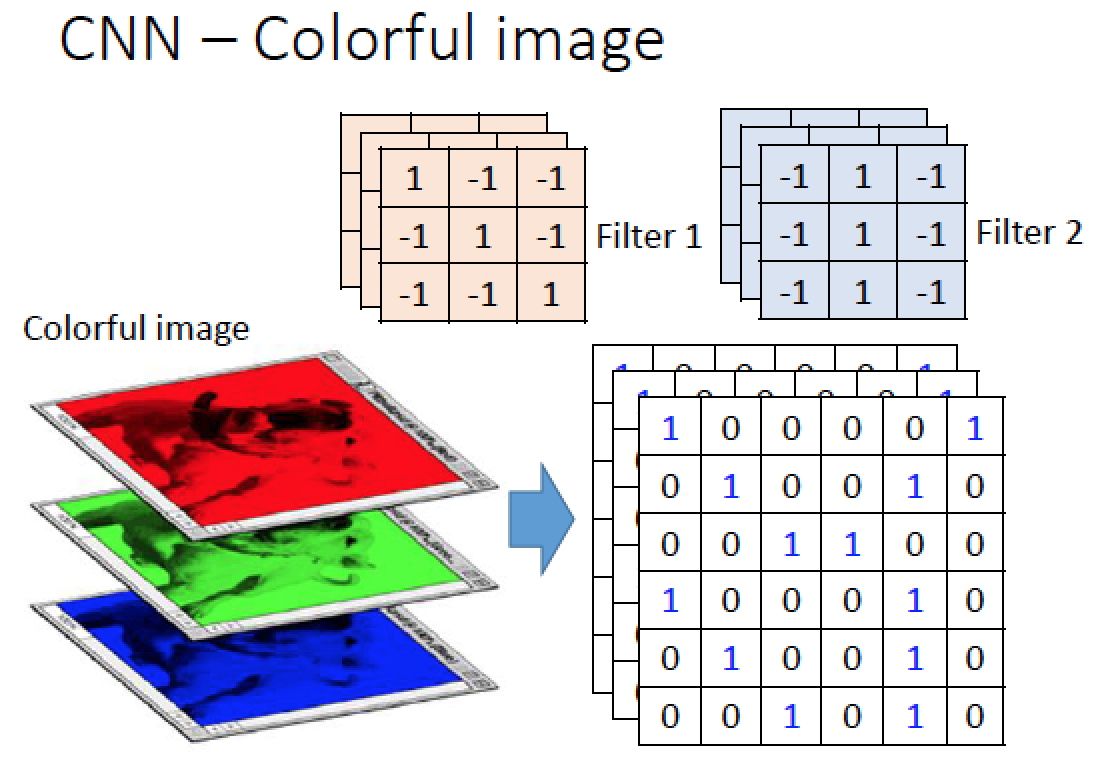 CNN – Colorful image
1 -1 -1
-1 1 -1
-1 -1 1
Filter 1
-1 1 -1
-1 1 -1
-1 1 -1
Filter 2
Colorful image
1 0 0 0 0 1
0 1 0 0 1 0
0 0 1 1 0 0
1 0 0 0 1 0
0 1 0 0 1 0
0 0 1 0 1 0